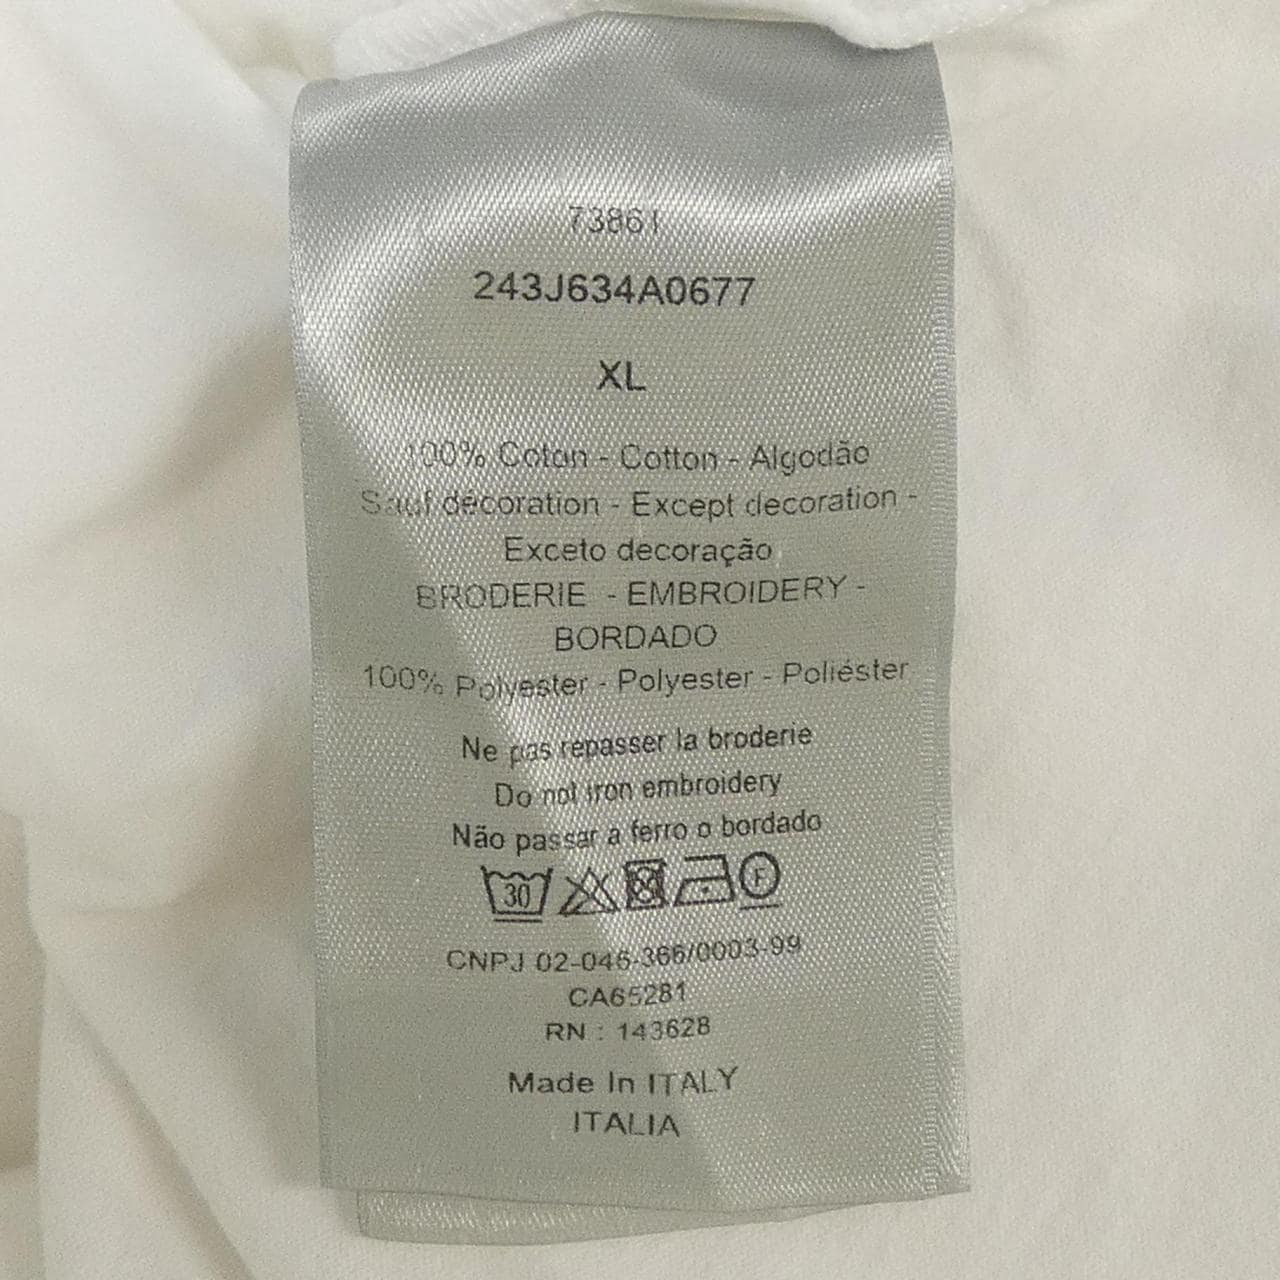 73861
243J634A0677
XL
100% Coton - Cotton - Algodão
Sauf décoration - Except decoration -
Exceto decoração
BRODERIE - EMBROIDERY -
BORDADO
100% Polyester - Polyester - Poliéster
Ne pas repasser la broderie
Do not iron embroidery
Não passar a ferro o bordado
30 F
CNPJ 02-046-366/0003-99
CA65281
RN : 143628
Made In ITALY
ITALIA